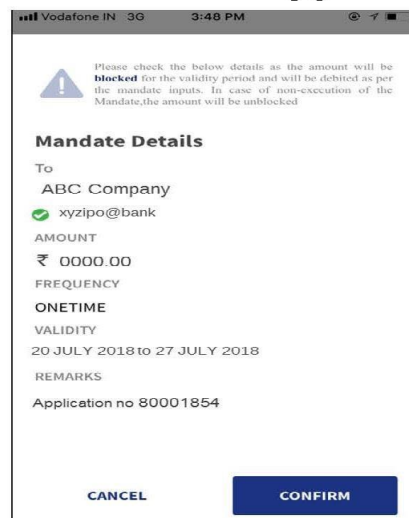 Vodafone IN 3G 3:48 PM
Please check the below details as the amount will be
blocked for the validity period and will be debited as per
the mandate inputs. In case of non-execution of the
Mandate,the amount will be unblocked
Mandate Details
To
ABC Company
xyzipo@bank
AMOUNT
₹ 0000.00
FREQUENCY
ONETIME
VALIDITY
20 JULY 2018 to 27 JULY 2018
REMARKS
Application no 80001854
CANCEL CONFIRM